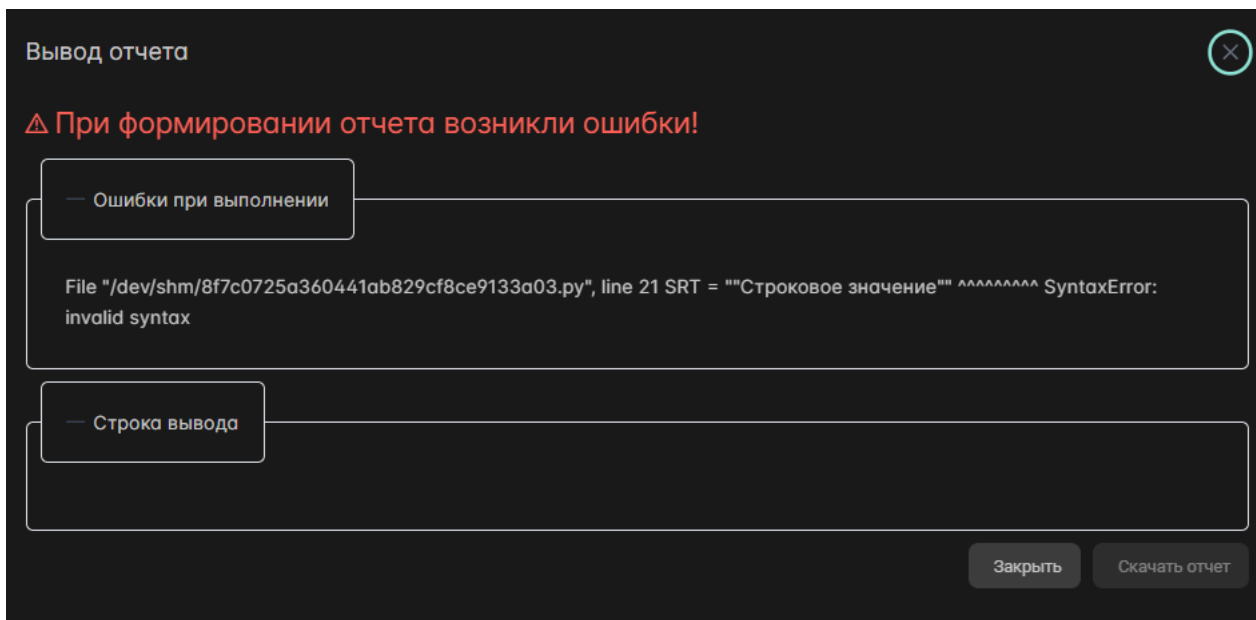 Вывод отчета
⚠ При формировании отчета возникли ошибки!
— Ошибки при выполнении
File "/dev/shm/8f7c0725a360441ab829cf8ce9133a03.py", line 21 SRT = ""Строковое значение"" ^^^^^^^^^ SyntaxError:
invalid syntax
— Строка вывода
Закрыть
Скачать отчет